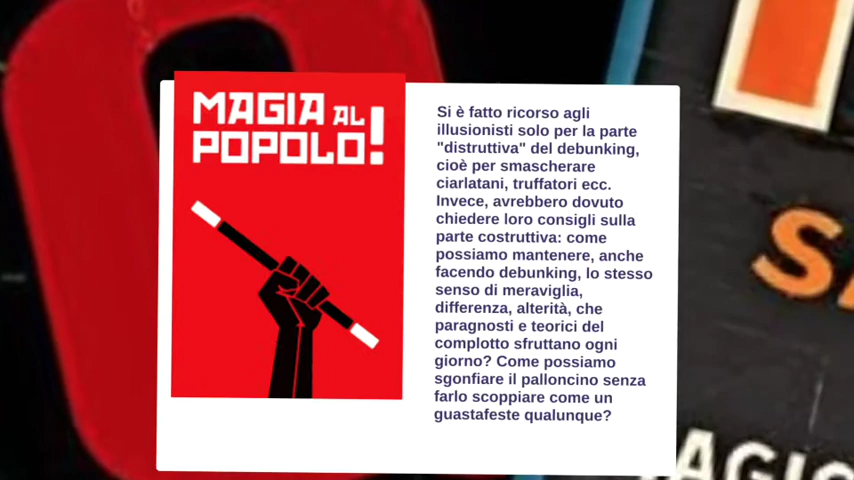 MAGIA AL
POPOLO!
Si è fatto ricorso agli
illusionisti solo per la parte
"distruttiva" del debunking,
cioè per smascherare
ciarlatani, truffatori ecc.
Invece, avrebbero dovuto
chiedere loro consigli sulla
parte costruttiva: come
possiamo mantenere, anche
facendo debunking, lo stesso
senso di meraviglia,
differenza, alterità, che
paragnosti e teorici del
complotto sfruttano ogni
giorno? Come possiamo
sgonfiare il palloncino senza
farlo scoppiare come un
guastafeste qualunque?